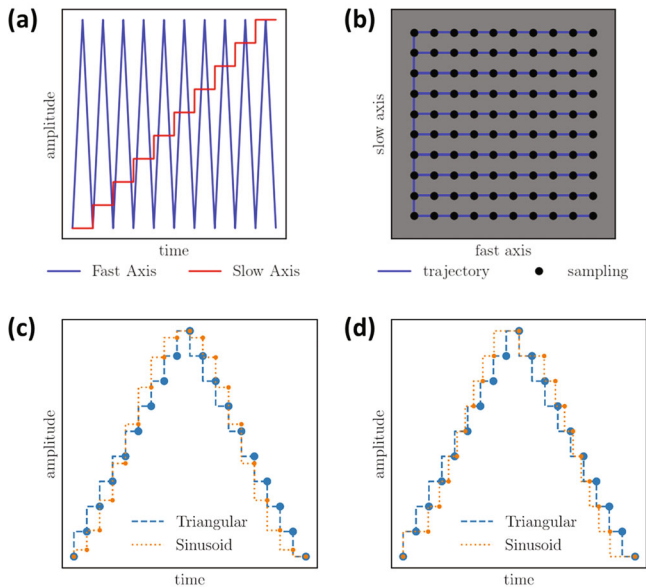 (a)
amplitude
time
Fast Axis
Slow Axis
(b)
slow axis
fast axis
trajectory
sampling
(c)
amplitude
Triangular
Sinusoid
time
(d)
amplitude
Triangular
Sinusoid
time